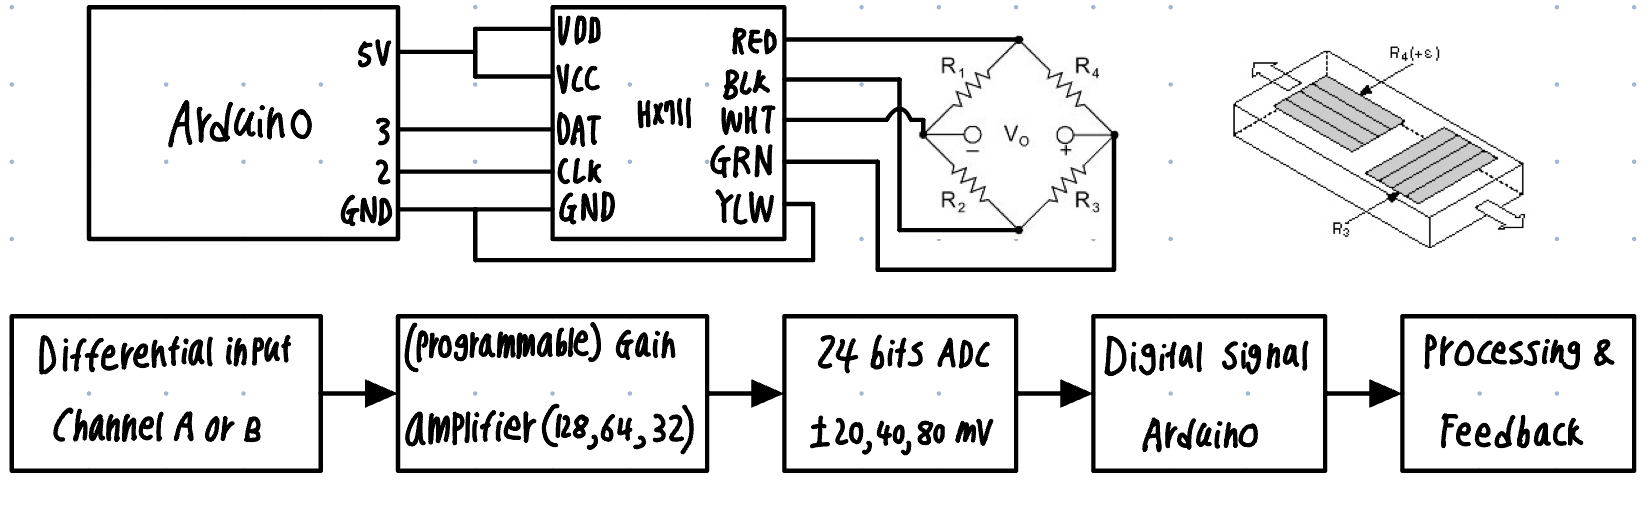 Arduino
5V
3
2
GND
VDD
VCC
DAT
CLK
GND
HX711
RED
BLK
WHT
GRN
YLW
R1
R4
R2
R3
− Vo +
R4(+ε)
R3
Differential input
Channel A or B
(Programmable) Gain
Amplifier (128, 64, 32)
24 bits ADC
±20, 40, 80 mV
Digital Signal
Arduino
Processing &
Feedback